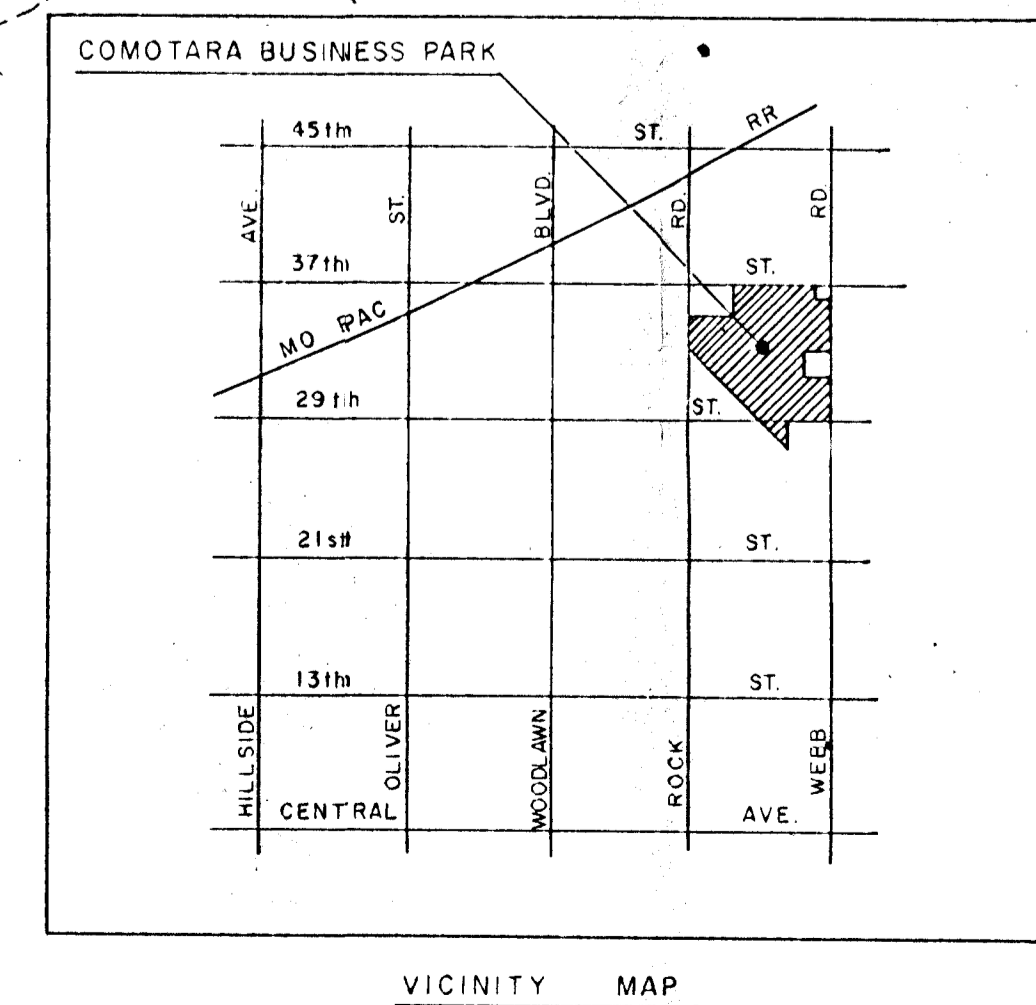 COMOTARA BUSINESS PARK
45th ST. RR
AVE. ST. BLVD. RD. RD.
37th ST.
MO PAC
29th ST.
21st ST.
13th ST.
HILLSIDE OLIVER WOODLAWN ROCK WEBB
CENTRAL AVE.
VICINITY MAP